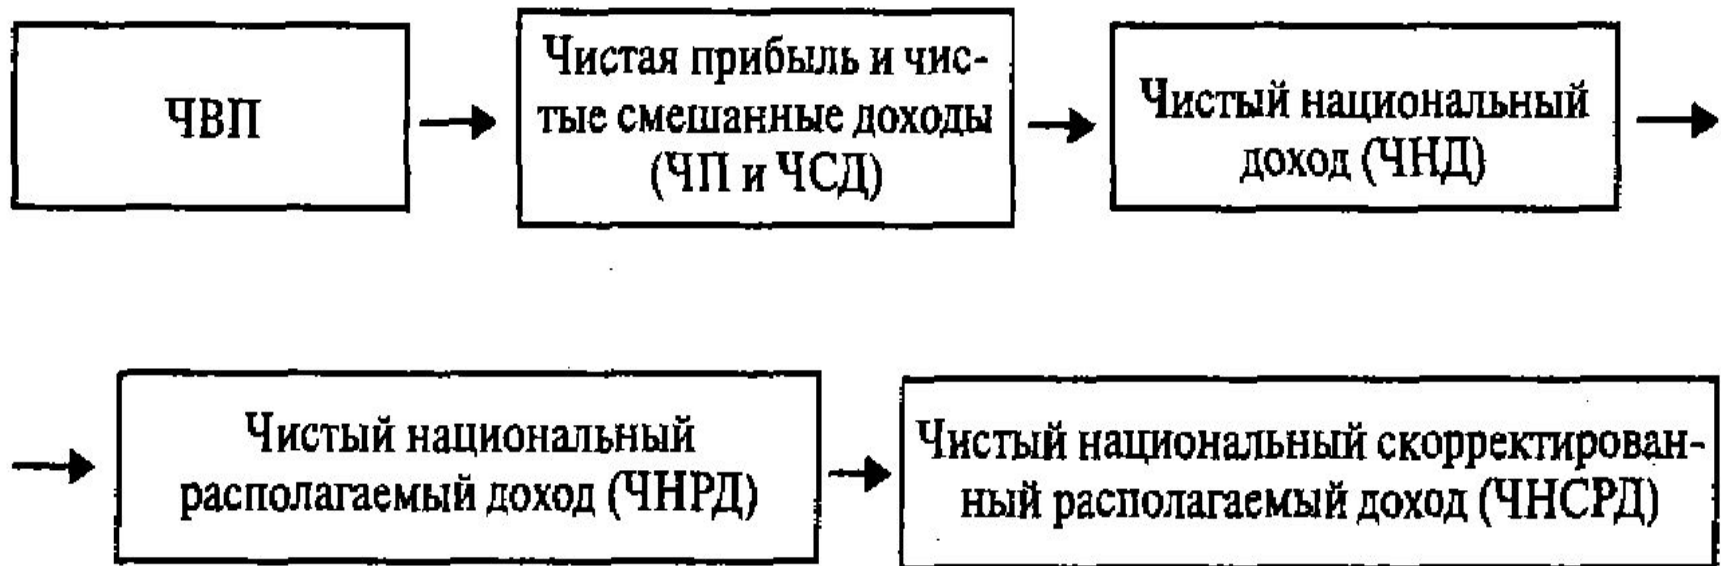 ЧВП
Чистая прибыль и чис-
тые смешанные доходы
(ЧП и ЧСД)
Чистый национальный
доход (ЧНД)
Чистый национальный
располагаемый доход (ЧНРД)
Чистый национальный скорректирован-
ный располагаемый доход (ЧНСРД)